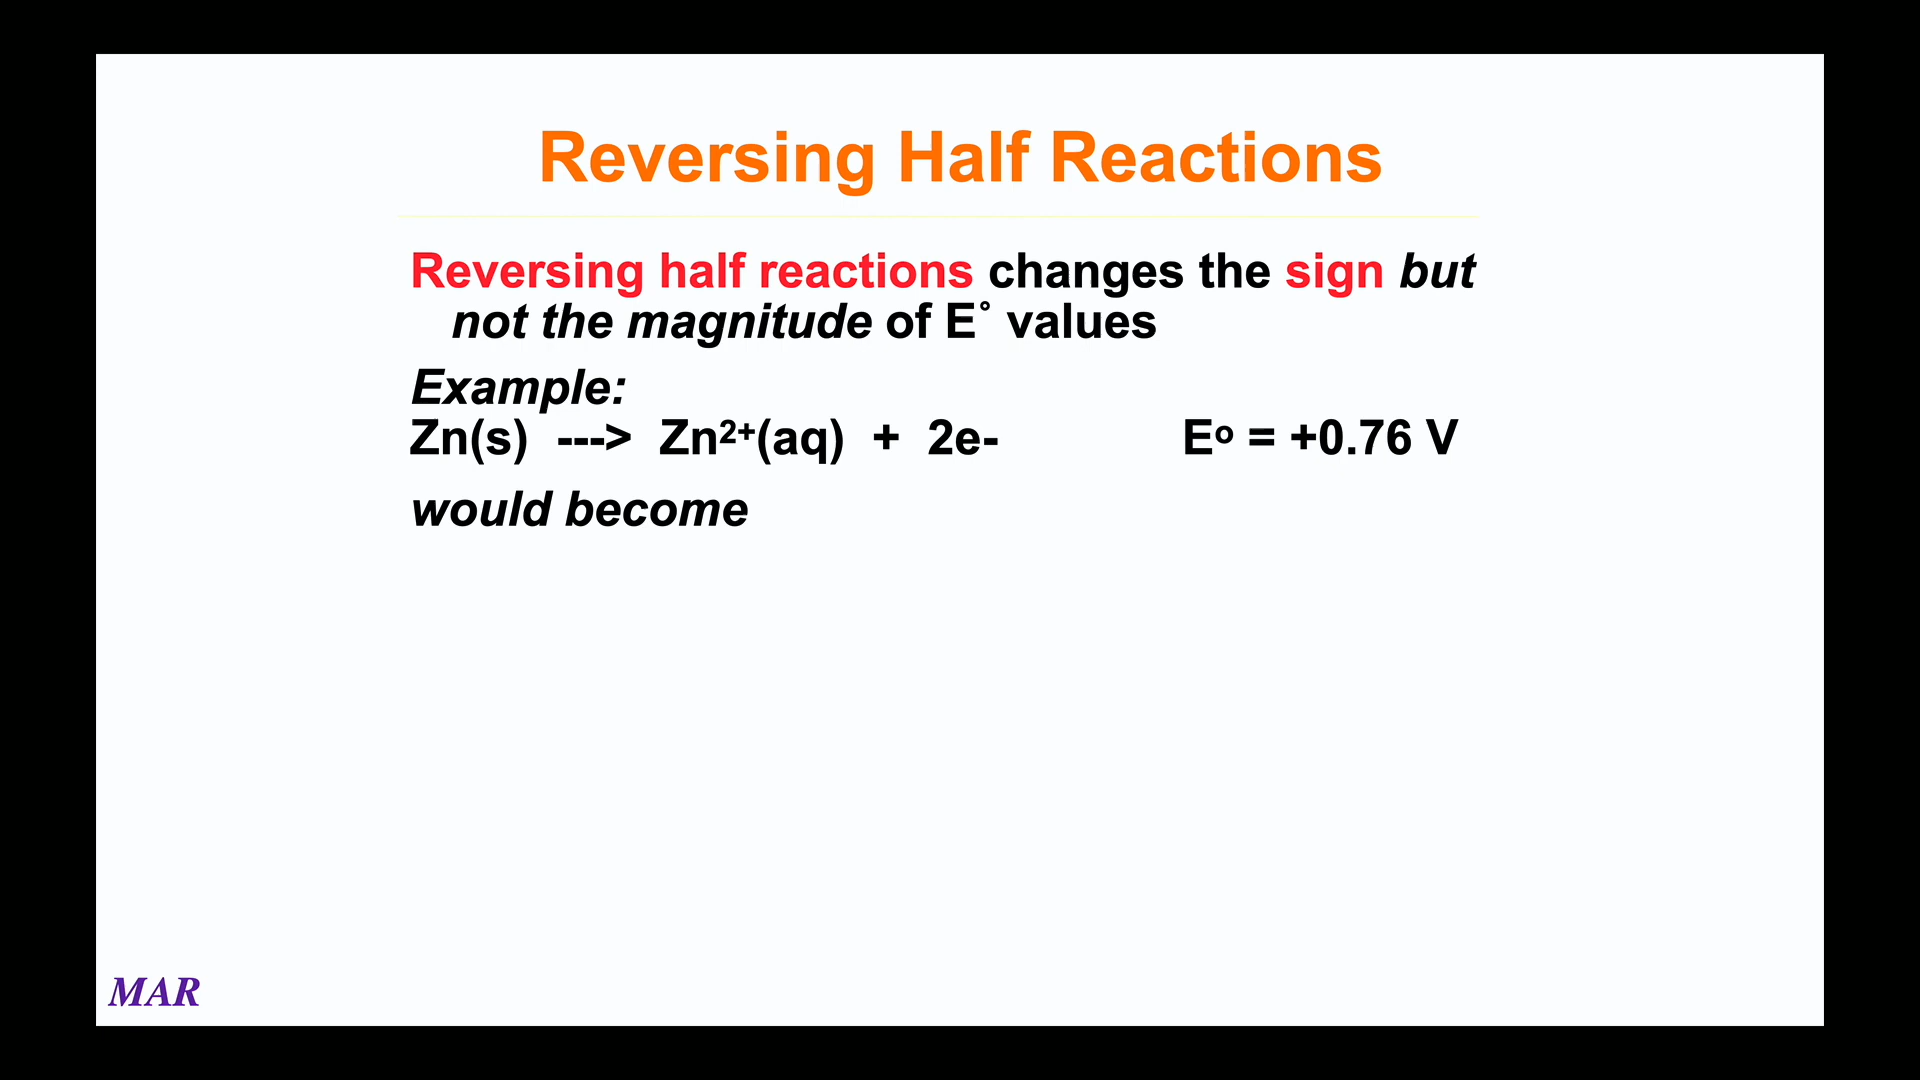 Reversing Half Reactions
Reversing half reactions changes the sign but
not the magnitude of E˚ values
Example:
Zn(s) ---> Zn²⁺(aq) + 2e- Eº = +0.76 V
would become
MAR